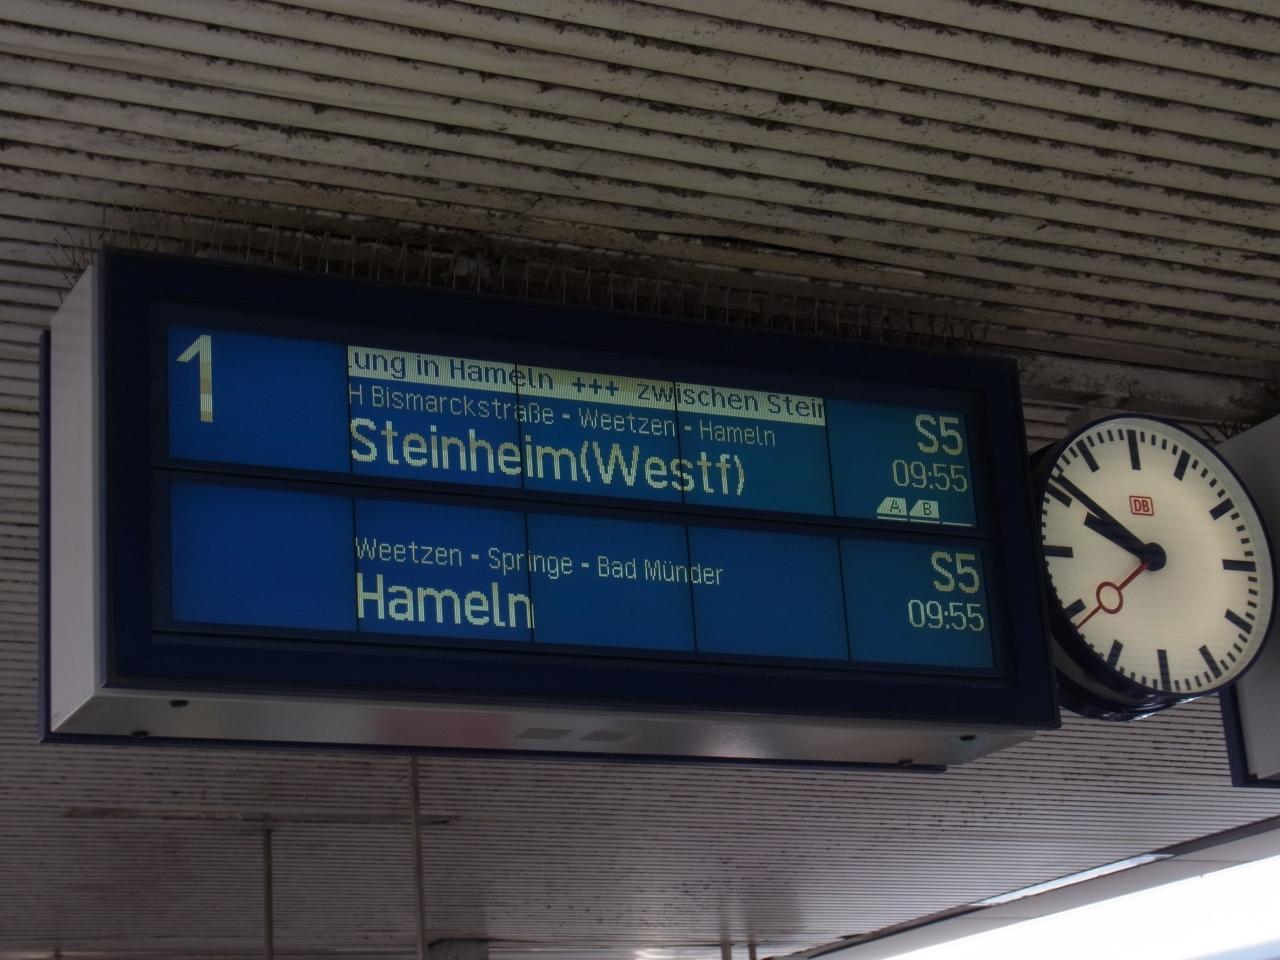 1
ung in Hameln +++ zwischen Stein
H Bismarckstraße - Weetzen - Hameln
Steinheim(Westf)
S5
09:55
A B
Weetzen - Springe - Bad Münder
Hameln
S5
09:55
DB